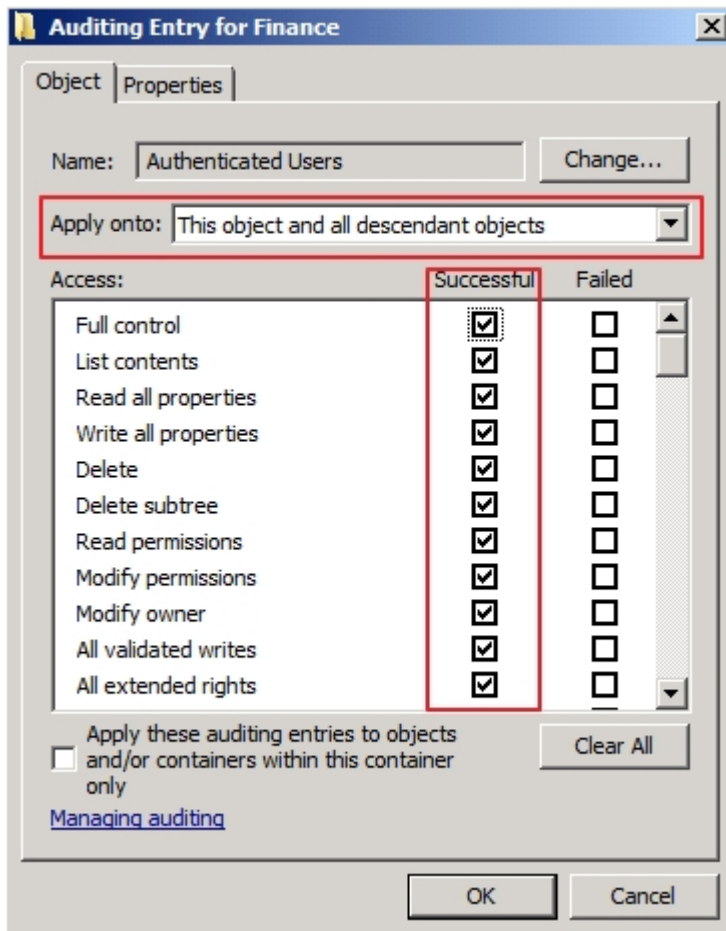 Auditing Entry for Finance
Object Properties
Name: Authenticated Users Change...
Apply onto: This object and all descendant objects
Access: Successful Failed
Full control
List contents
Read all properties
Write all properties
Delete
Delete subtree
Read permissions
Modify permissions
Modify owner
All validated writes
All extended rights
Apply these auditing entries to objects
and/or containers within this container
only
Clear All
Managing auditing
OK Cancel